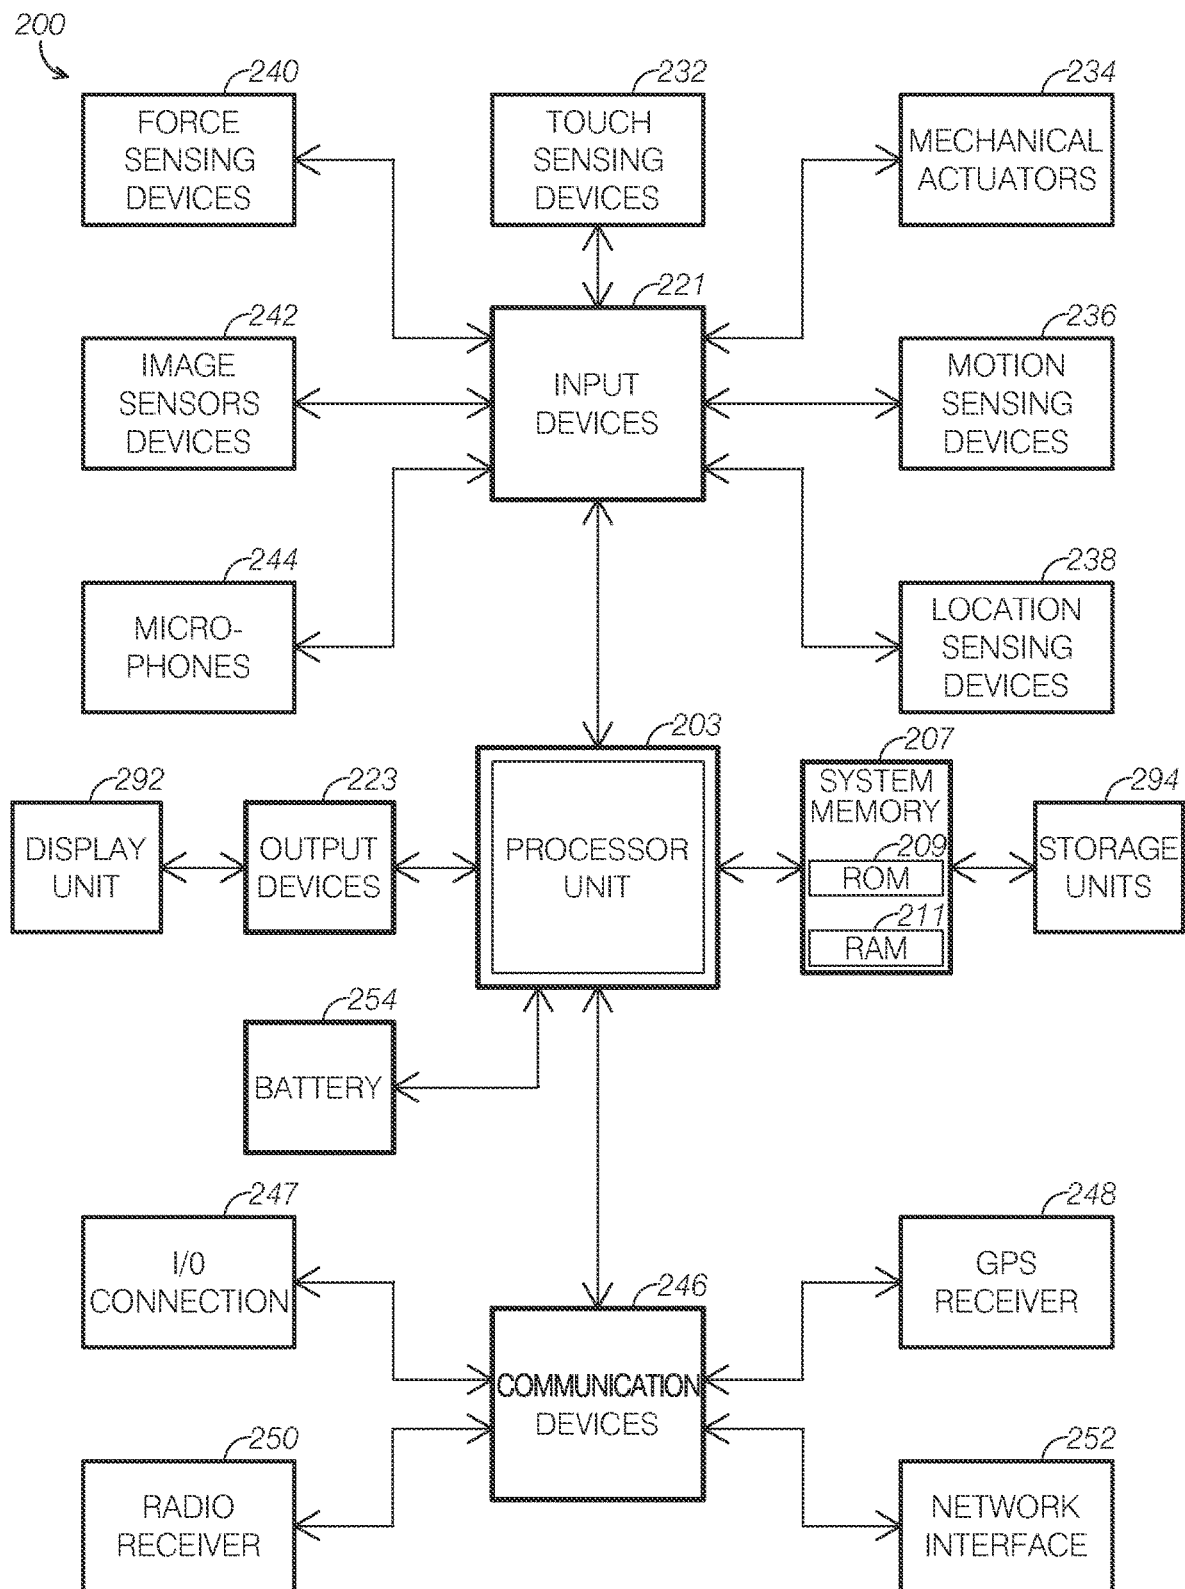 200
240
FORCE
SENSING
DEVICES
232
TOUCH
SENSING
DEVICES
234
MECHANICAL
ACTUATORS
242
IMAGE
SENSORS
DEVICES
221
INPUT
DEVICES
236
MOTION
SENSING
DEVICES
244
MICRO-
PHONES
238
LOCATION
SENSING
DEVICES
292
DISPLAY
UNIT
223
OUTPUT
DEVICES
203
PROCESSOR
UNIT
207
SYSTEM
MEMORY
209
ROM
211
RAM
294
STORAGE
UNITS
254
BATTERY
247
I/0
CONNECTION
246
COMMUNICATION
DEVICES
248
GPS
RECEIVER
250
RADIO
RECEIVER
252
NETWORK
INTERFACE